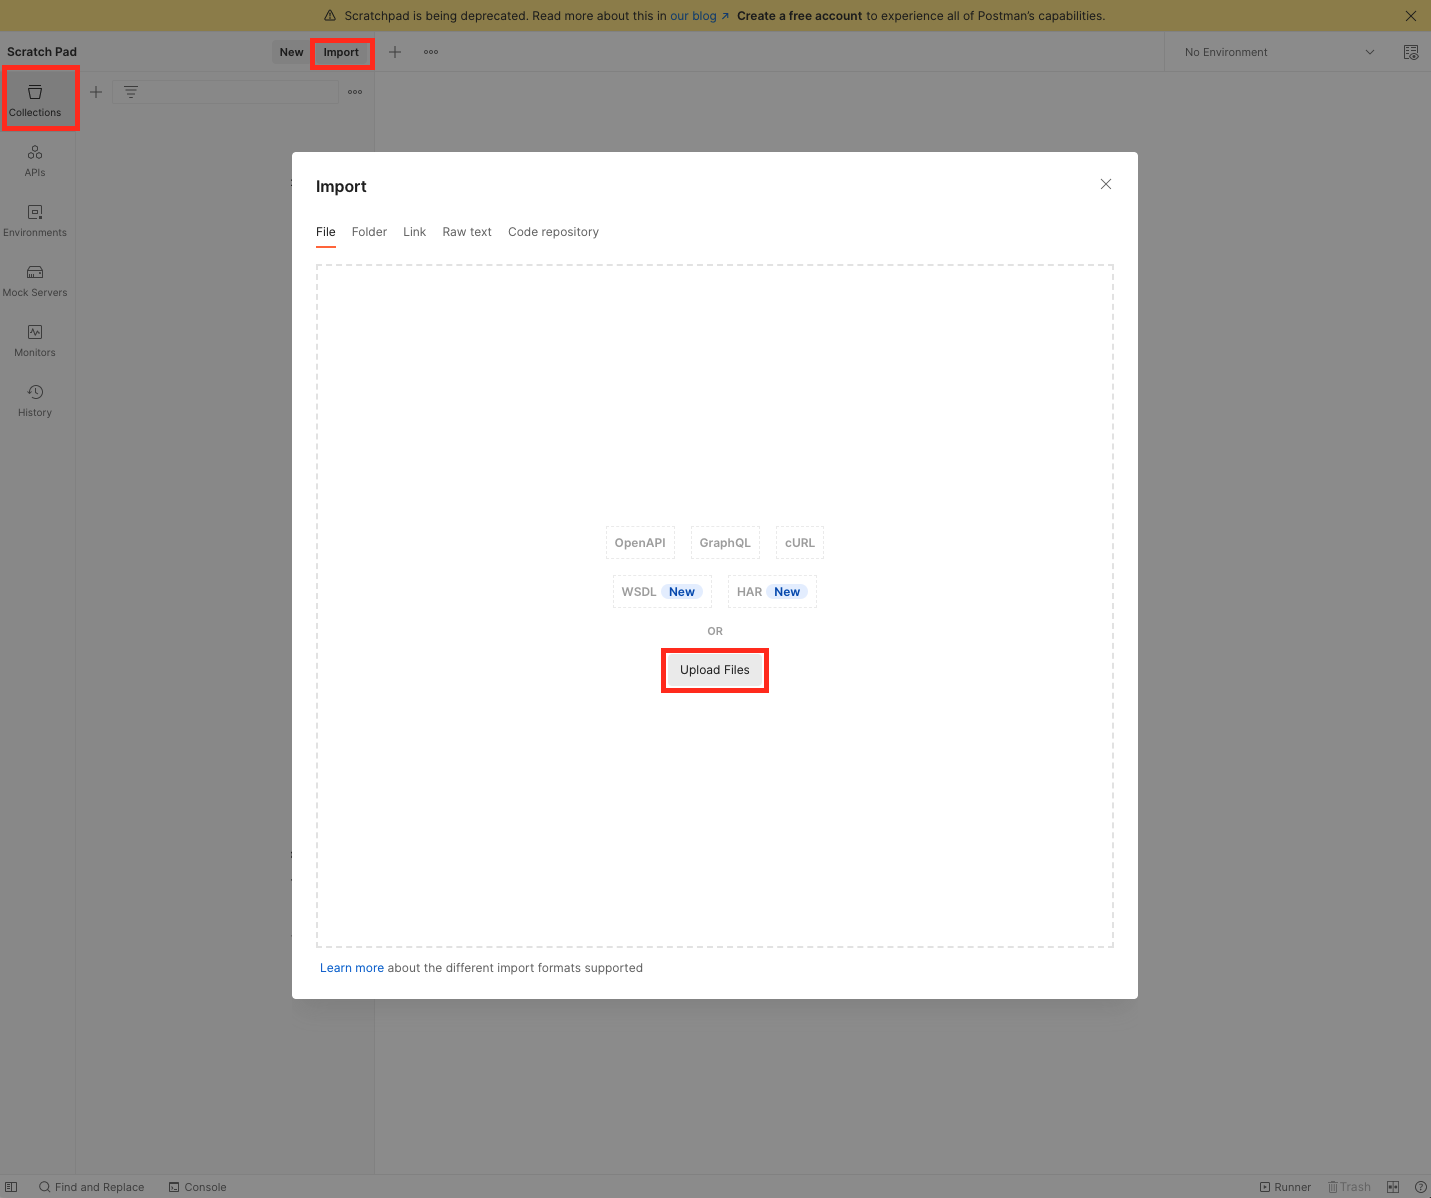 Scratchpad is being deprecated. Read more about this in our blog ↗ Create a free account to experience all of Postman's capabilities.
Scratch Pad
New
Import
No Environment
Collections
APIs
Environments
Mock Servers
Monitors
History
Import
File Folder Link Raw text Code repository
OpenAPI GraphQL cURL
WSDL New HAR New
OR
Upload Files
Learn more about the different import formats supported
Find and Replace Console
Runner Trash